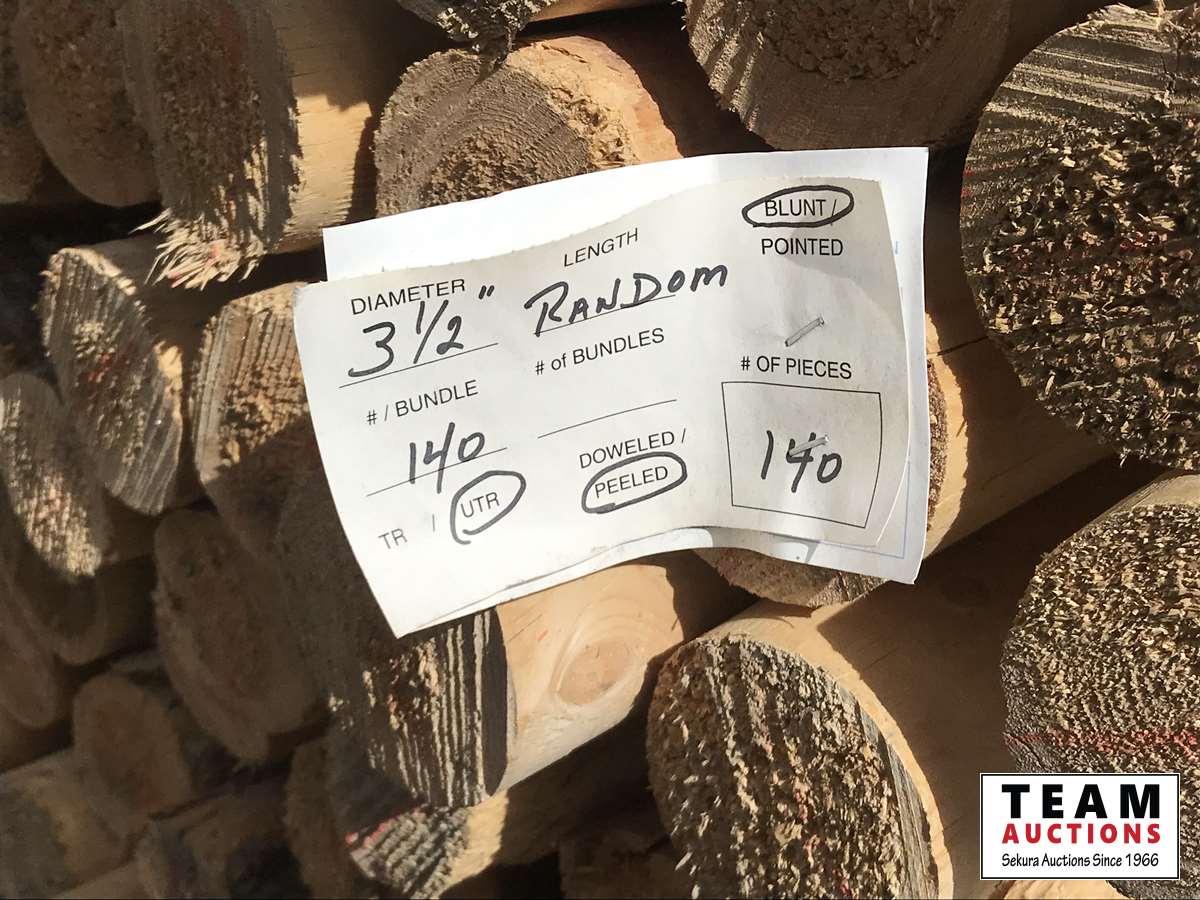 DIAMETER
3 1/2"
LENGTH
RANDOM
BLUNT /
POINTED
# / BUNDLE
140
# of BUNDLES
# OF PIECES
140
TR / UTR
DOWELED /
PEELED
TEAM
AUCTIONS
Sekura Auctions Since 1966